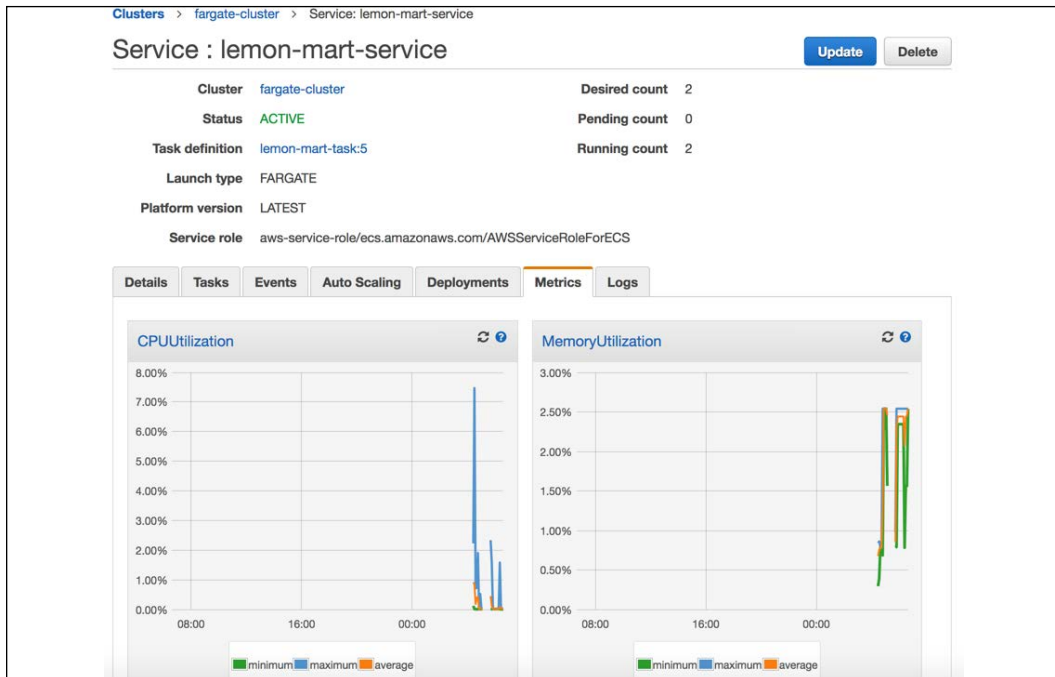 Clusters > fargate-cluster > Service: lemon-mart-service
Service : lemon-mart-service
Update Delete
Cluster fargate-cluster Desired count 2
Status ACTIVE Pending count 0
Task definition lemon-mart-task:5 Running count 2
Launch type FARGATE
Platform version LATEST
Service role aws-service-role/ecs.amazonaws.com/AWSServiceRoleForECS
Details Tasks Events Auto Scaling Deployments Metrics Logs
CPUUtilization
8.00%
7.00%
6.00%
5.00%
4.00%
3.00%
2.00%
1.00%
0.00%
08:00 16:00 00:00
minimum maximum average
MemoryUtilization
3.00%
2.50%
2.00%
1.50%
1.00%
0.50%
0.00%
08:00 16:00 00:00
minimum maximum average